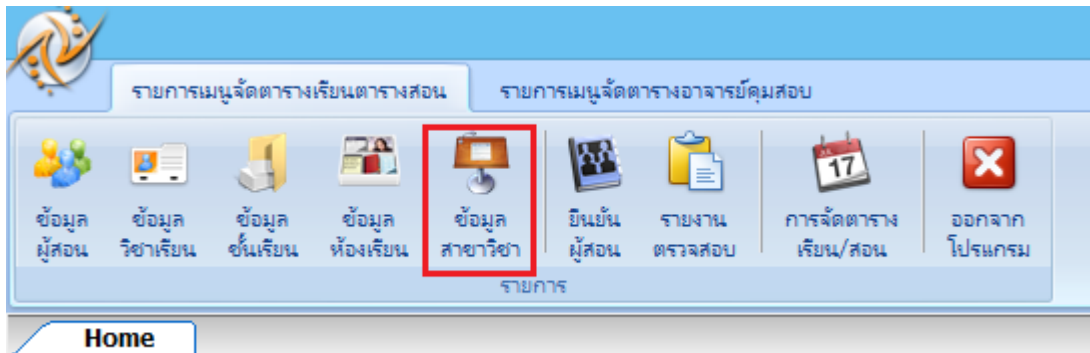 รายการเมนูจัดตารางเรียนตารางสอน รายการเมนูจัดตารางอาจารย์คุมสอบ
17
ข้อมูล ข้อมูล ข้อมูล ข้อมูล ข้อมูล ยืนยัน รายงาน การจัดตาราง ออกจาก
ผู้สอน วิชาเรียน ชั้นเรียน ห้องเรียน สาขาวิชา ผู้สอน ตรวจสอบ เรียน/สอน โปรแกรม
รายการ
Home